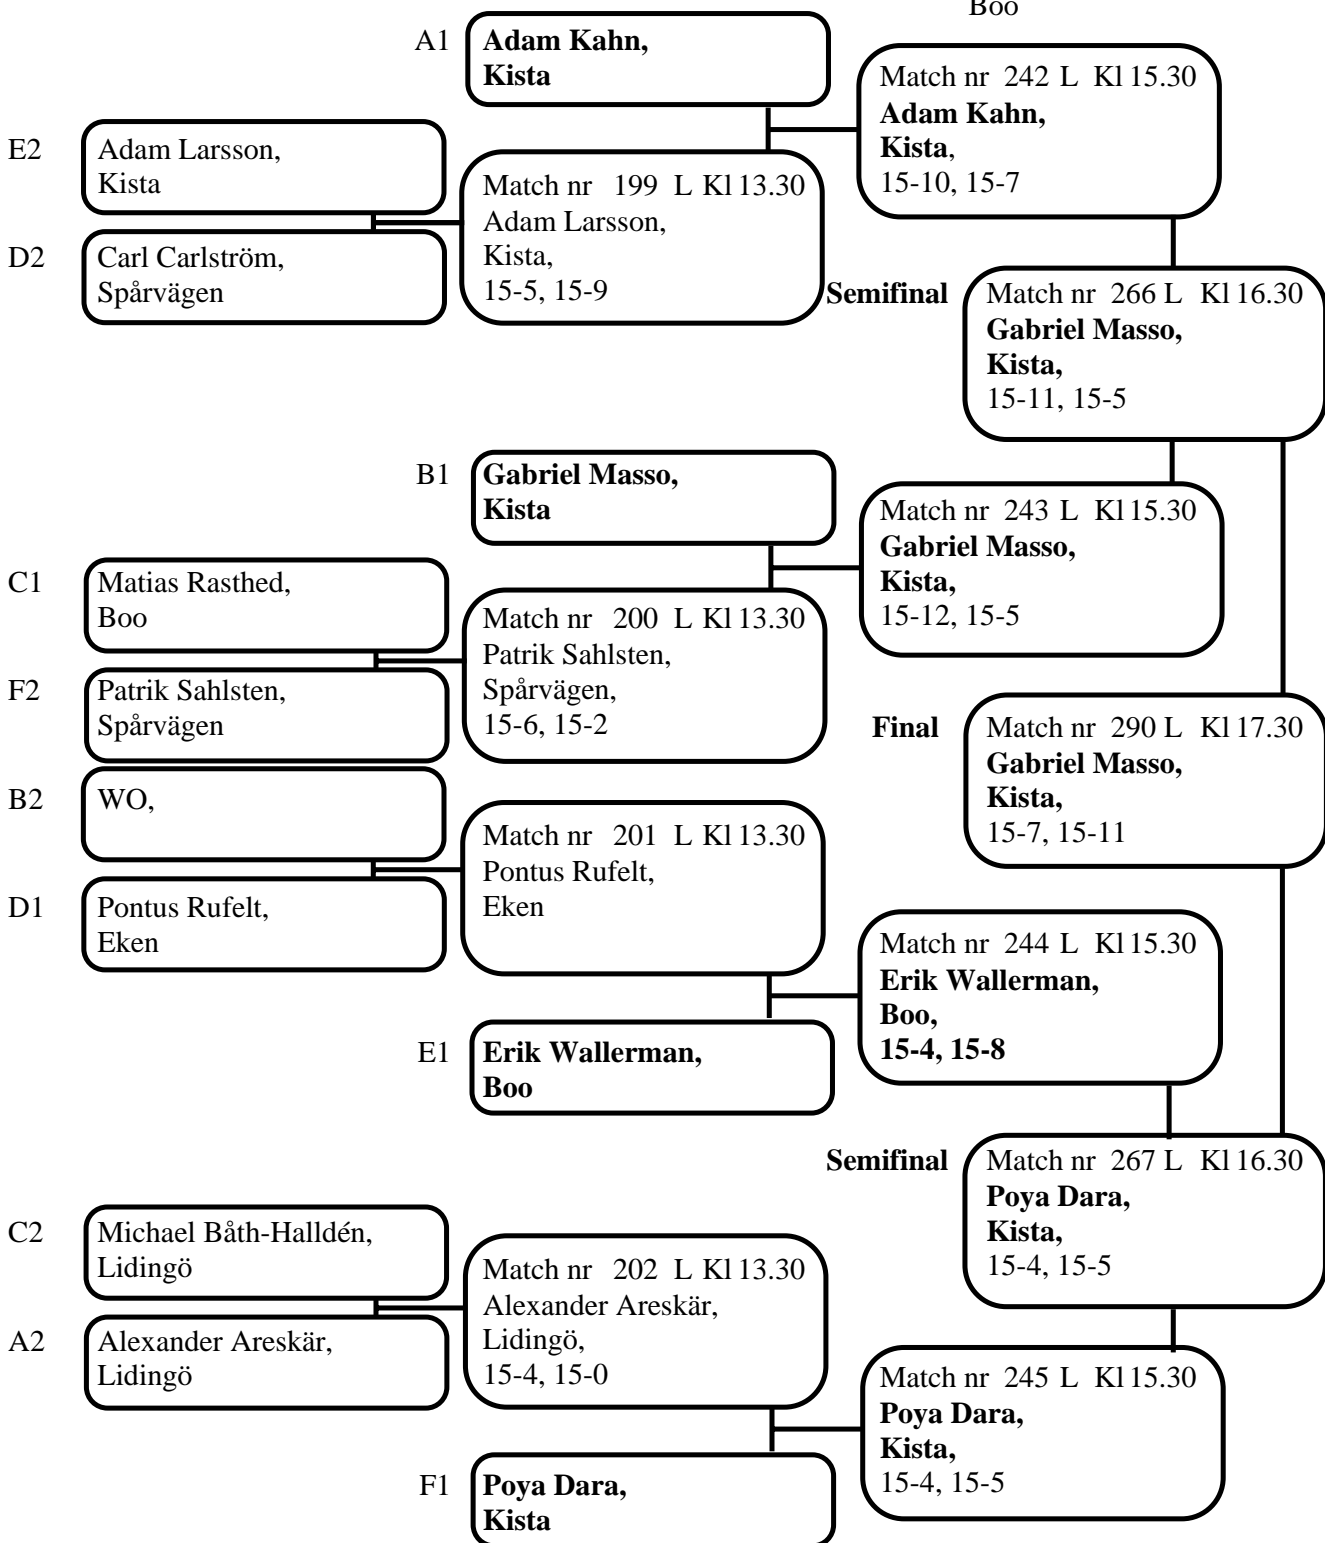 Boo
A1 Adam Kahn,
Kista
Match nr 242 L Kl 15.30
Adam Kahn,
Kista,
15-10, 15-7
E2 Adam Larsson,
Kista
Match nr 199 L Kl 13.30
Adam Larsson,
Kista,
15-5, 15-9
D2 Carl Carlström,
Spårvägen
Semifinal
Match nr 266 L Kl 16.30
Gabriel Masso,
Kista,
15-11, 15-5
B1 Gabriel Masso,
Kista
Match nr 243 L Kl 15.30
Gabriel Masso,
Kista,
15-12, 15-5
C1 Matias Rasthed,
Boo
Match nr 200 L Kl 13.30
Patrik Sahlsten,
Spårvägen,
15-6, 15-2
F2 Patrik Sahlsten,
Spårvägen
Final
Match nr 290 L Kl 17.30
Gabriel Masso,
Kista,
15-7, 15-11
B2 WO,
Match nr 201 L Kl 13.30
Pontus Rufelt,
Eken
D1 Pontus Rufelt,
Eken
Match nr 244 L Kl 15.30
Erik Wallerman,
Boo,
15-4, 15-8
E1 Erik Wallerman,
Boo
Semifinal
Match nr 267 L Kl 16.30
Poya Dara,
Kista,
15-4, 15-5
C2 Michael Båth-Halldén,
Lidingö
Match nr 202 L Kl 13.30
Alexander Areskär,
Lidingö,
15-4, 15-0
A2 Alexander Areskär,
Lidingö
Match nr 245 L Kl 15.30
Poya Dara,
Kista,
15-4, 15-5
F1 Poya Dara,
Kista